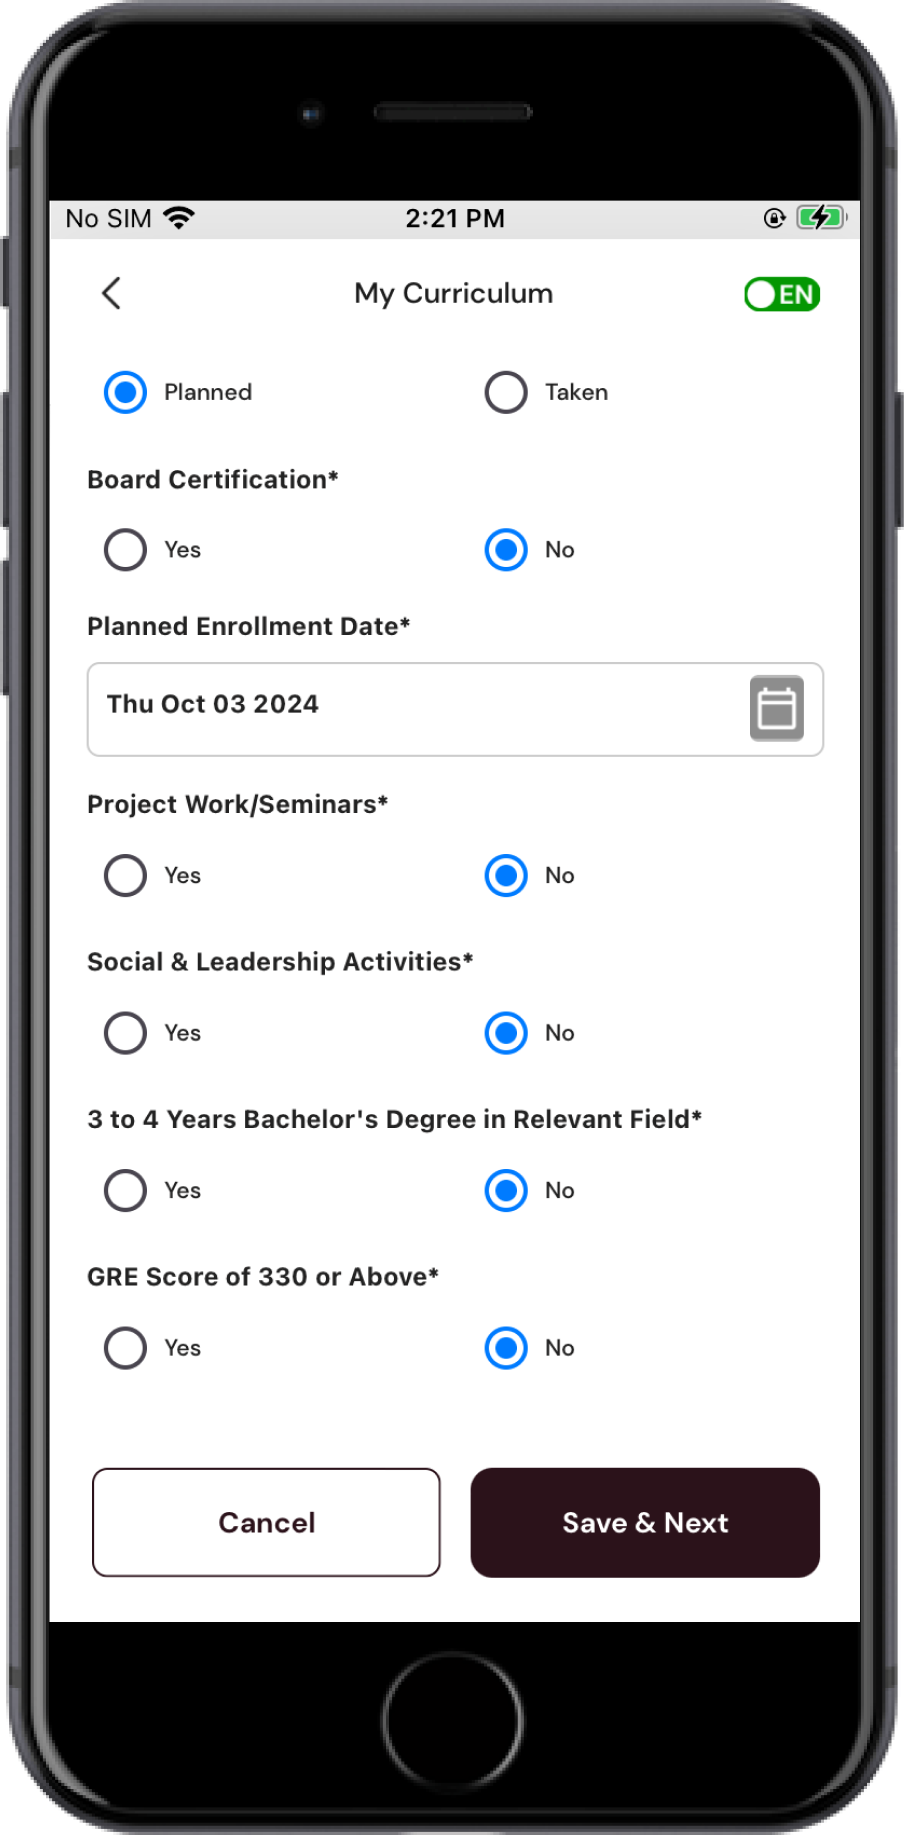 No SIM 2:21 PM
My Curriculum EN
Planned Taken
Board Certification*
Yes No
Planned Enrollment Date*
Thu Oct 03 2024
Project Work/Seminars*
Yes No
Social & Leadership Activities*
Yes No
3 to 4 Years Bachelor's Degree in Relevant Field*
Yes No
GRE Score of 330 or Above*
Yes No
Cancel Save & Next